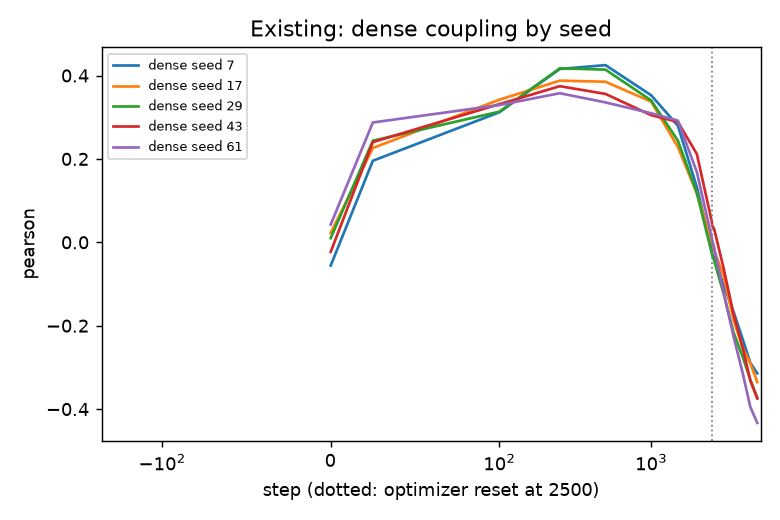 Existing: dense coupling by seed
dense seed 7
dense seed 17
dense seed 29
dense seed 43
dense seed 61
pearson
0.4
0.2
0.0
−0.2
−0.4
−10²
0
10²
10³
step (dotted: optimizer reset at 2500)